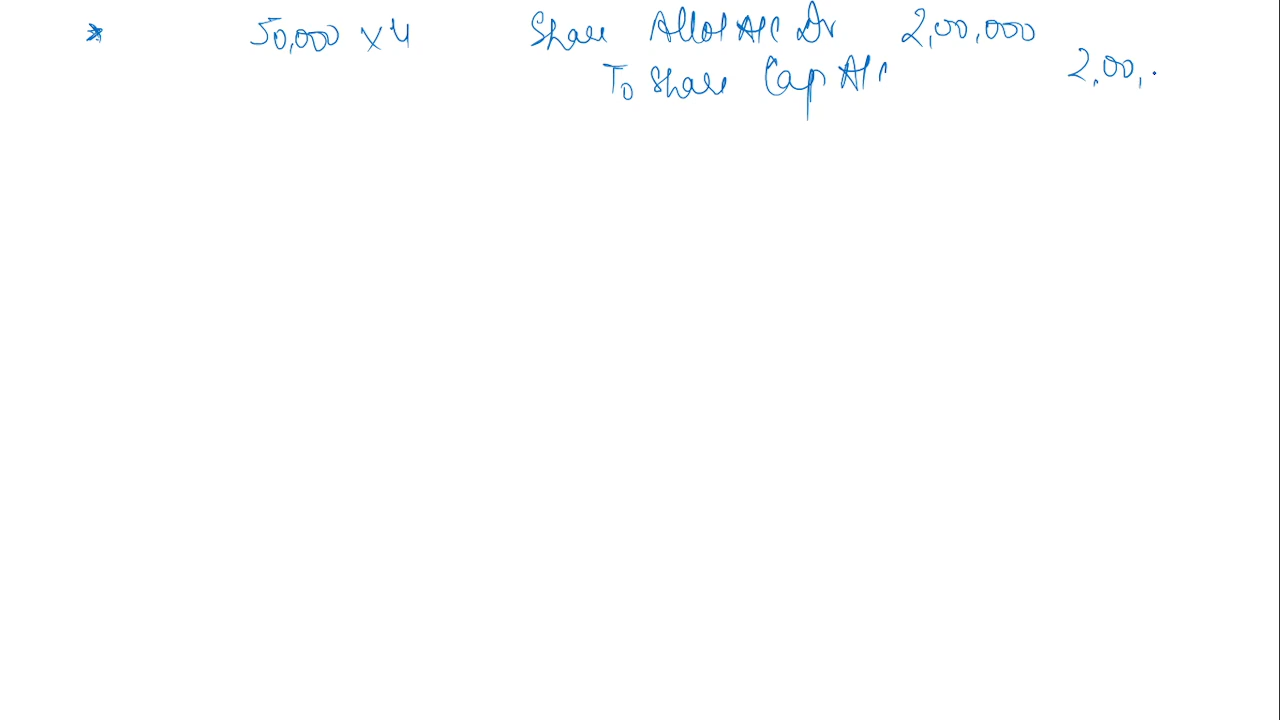 * 50,000 x 4 Share Allot A/c Dr 2,00,000
To Share Cap A/c 2,00,.